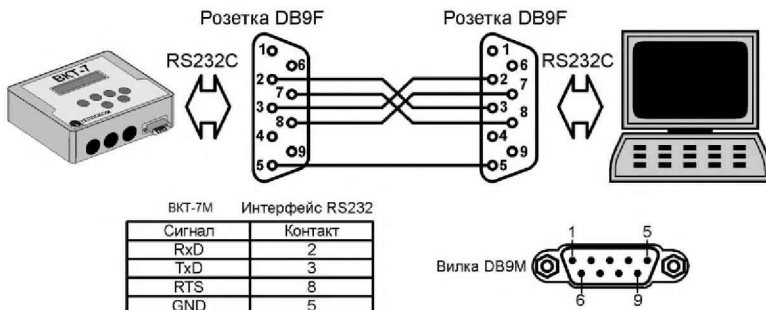 Розетка DB9F
Розетка DB9F
RS232C
RS232C
ВКТ-7
1
6
2
7
3
8
4
9
5
1
6
2
7
3
8
4
9
5
ВКТ-7М Интерфейс RS232
Сигнал Контакт
RxD 2
TxD 3
RTS 8
GND 5
Вилка DB9M
1 5
6 9